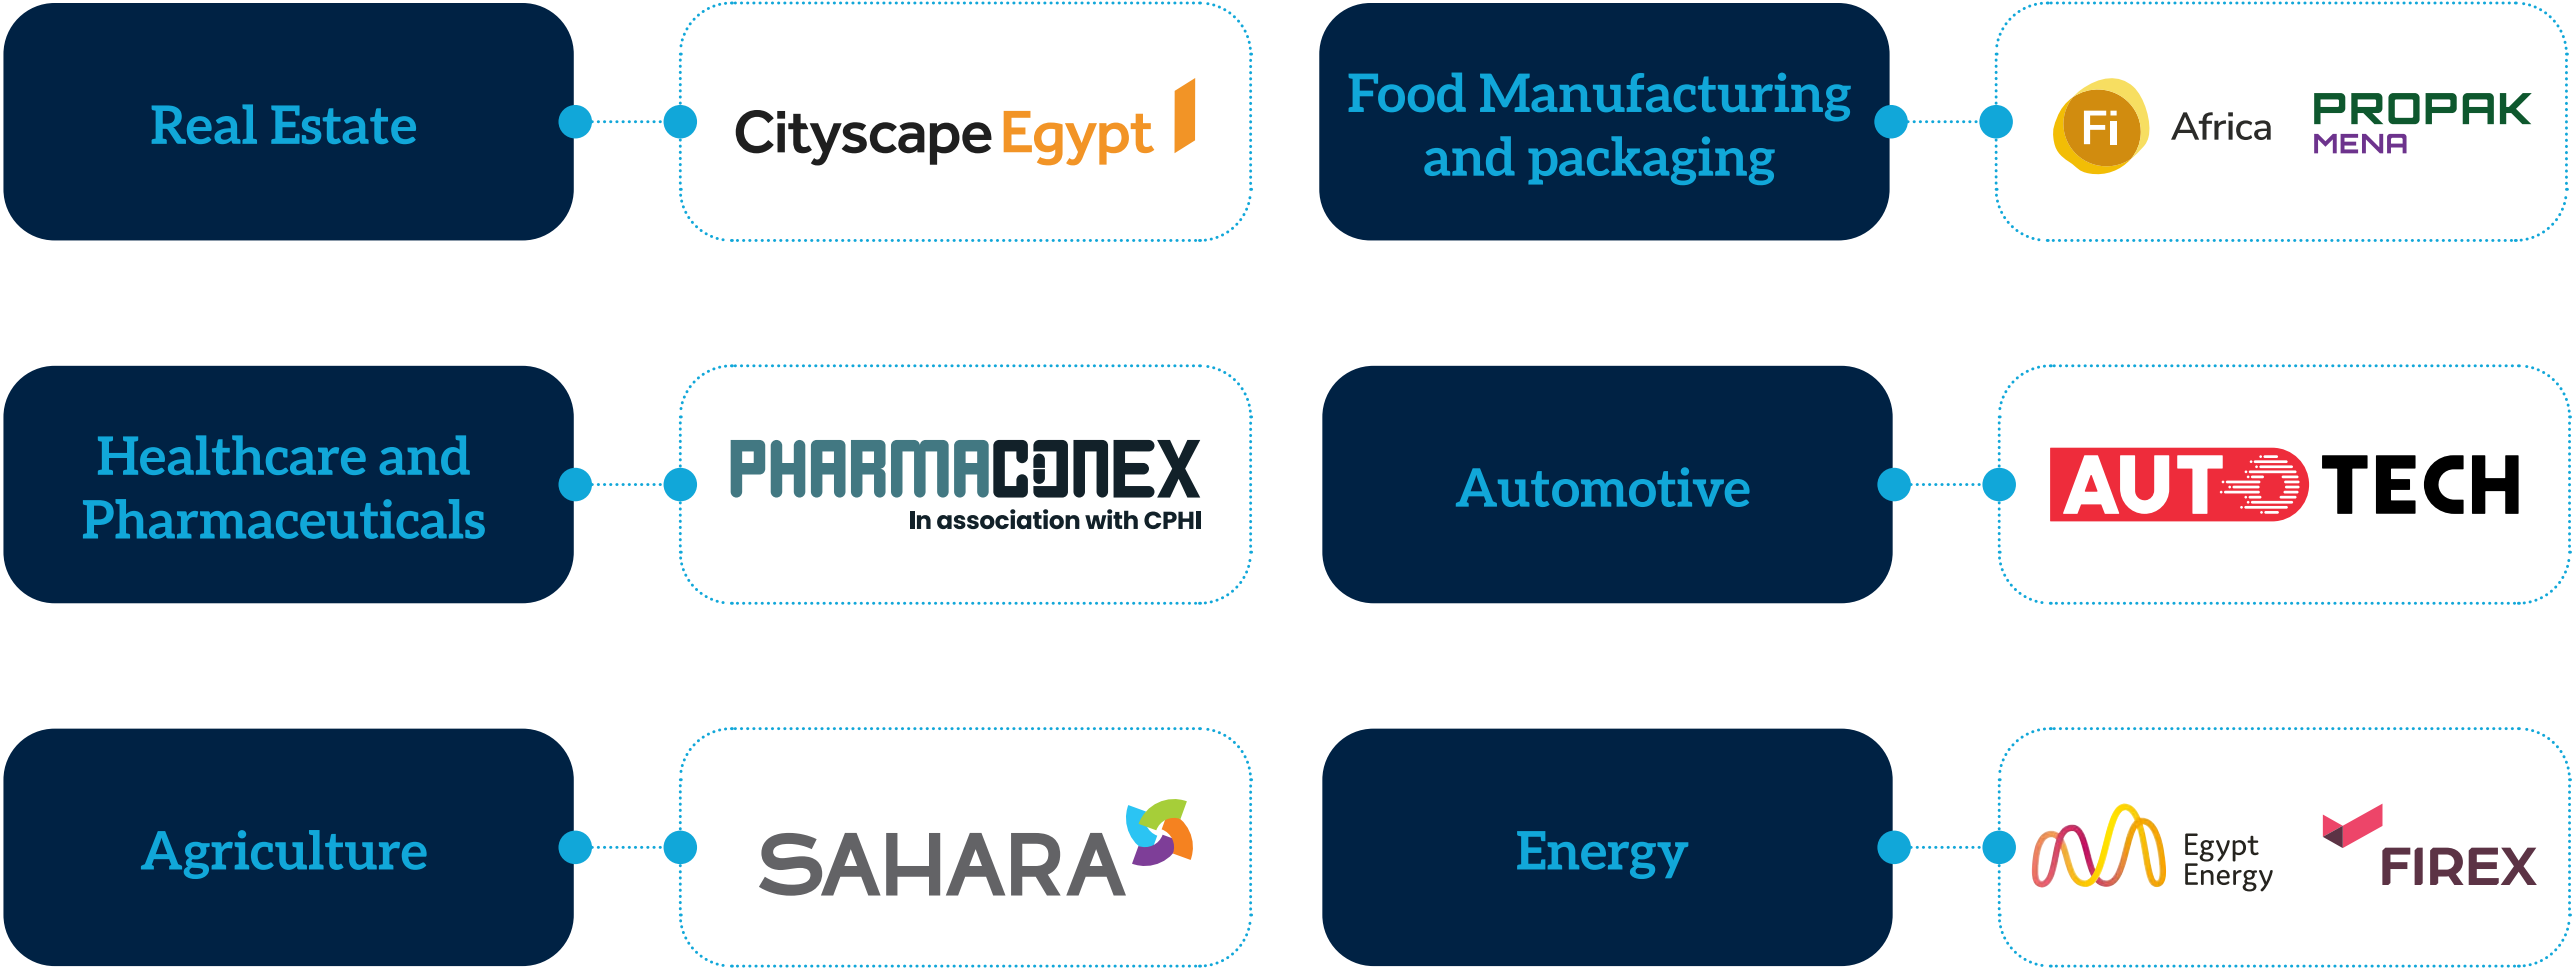 Real Estate
Cityscape Egypt
Food Manufacturing
and packaging
Fi Africa
PROPAK
MENA
Healthcare and
Pharmaceuticals
PHARMACONEX
In association with CPHI
Automotive
AUTOTECH
Agriculture
SAHARA
Energy
Egypt
Energy
FIREX